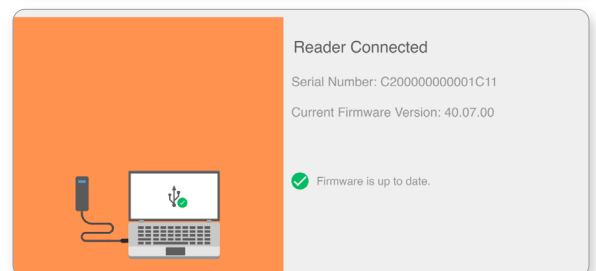 Reader Connected
Serial Number: C200000000001C11
Current Firmware Version: 40.07.00
Firmware is up to date.